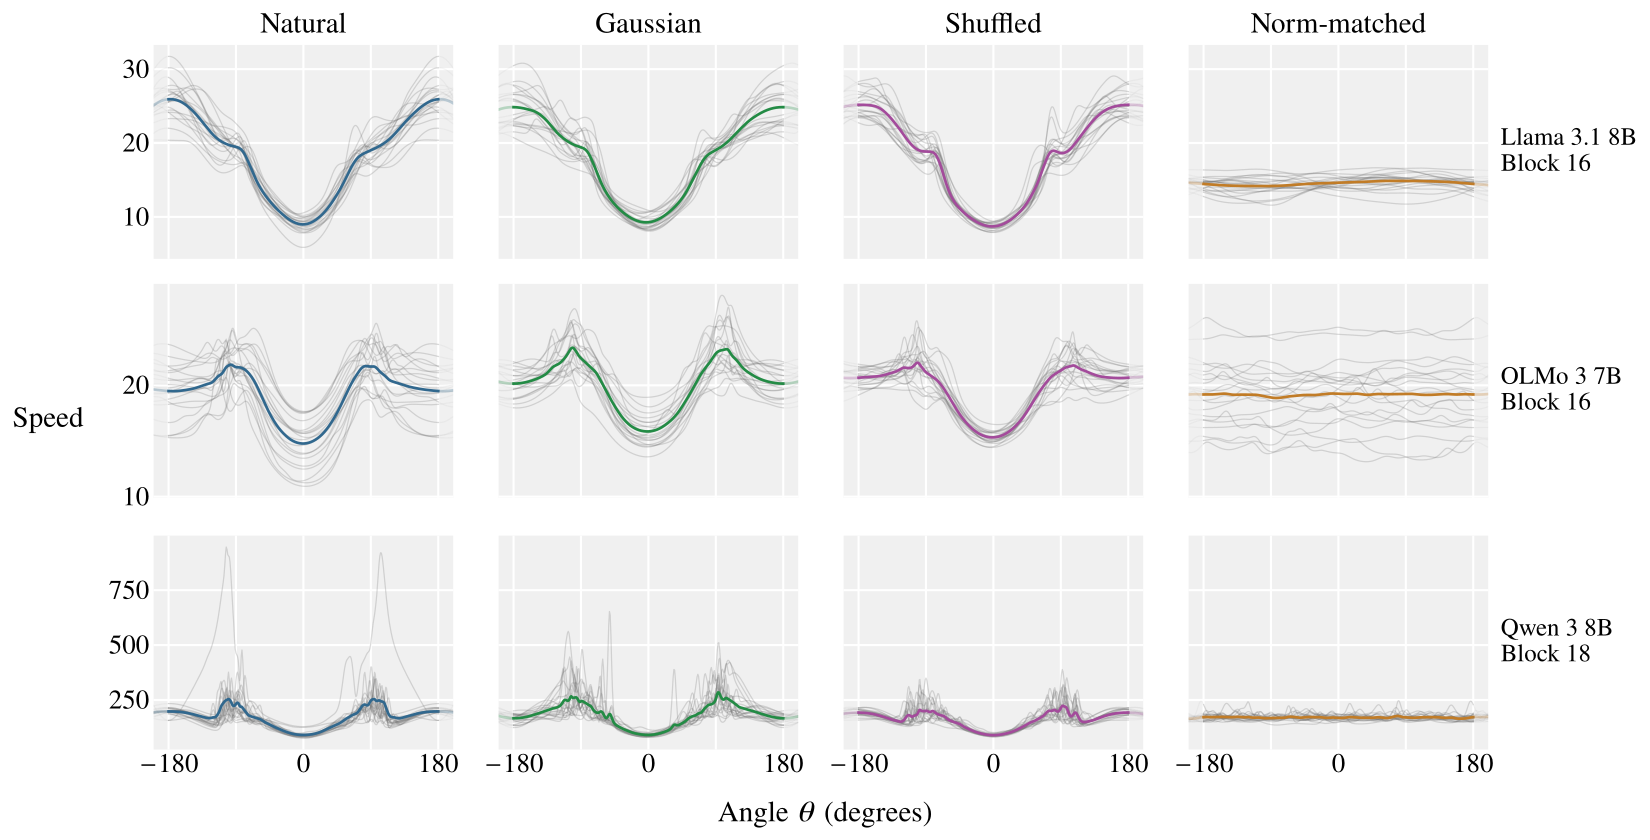 Natural
Gaussian
Shuffled
Norm-matched
30
20
10
Llama 3.1 8B
Block 16
20
10
OLMo 3 7B
Block 16
Speed
750
500
250
Qwen 3 8B
Block 18
−180 0 180
−180 0 180
−180 0 180
−180 0 180
Angle θ (degrees)